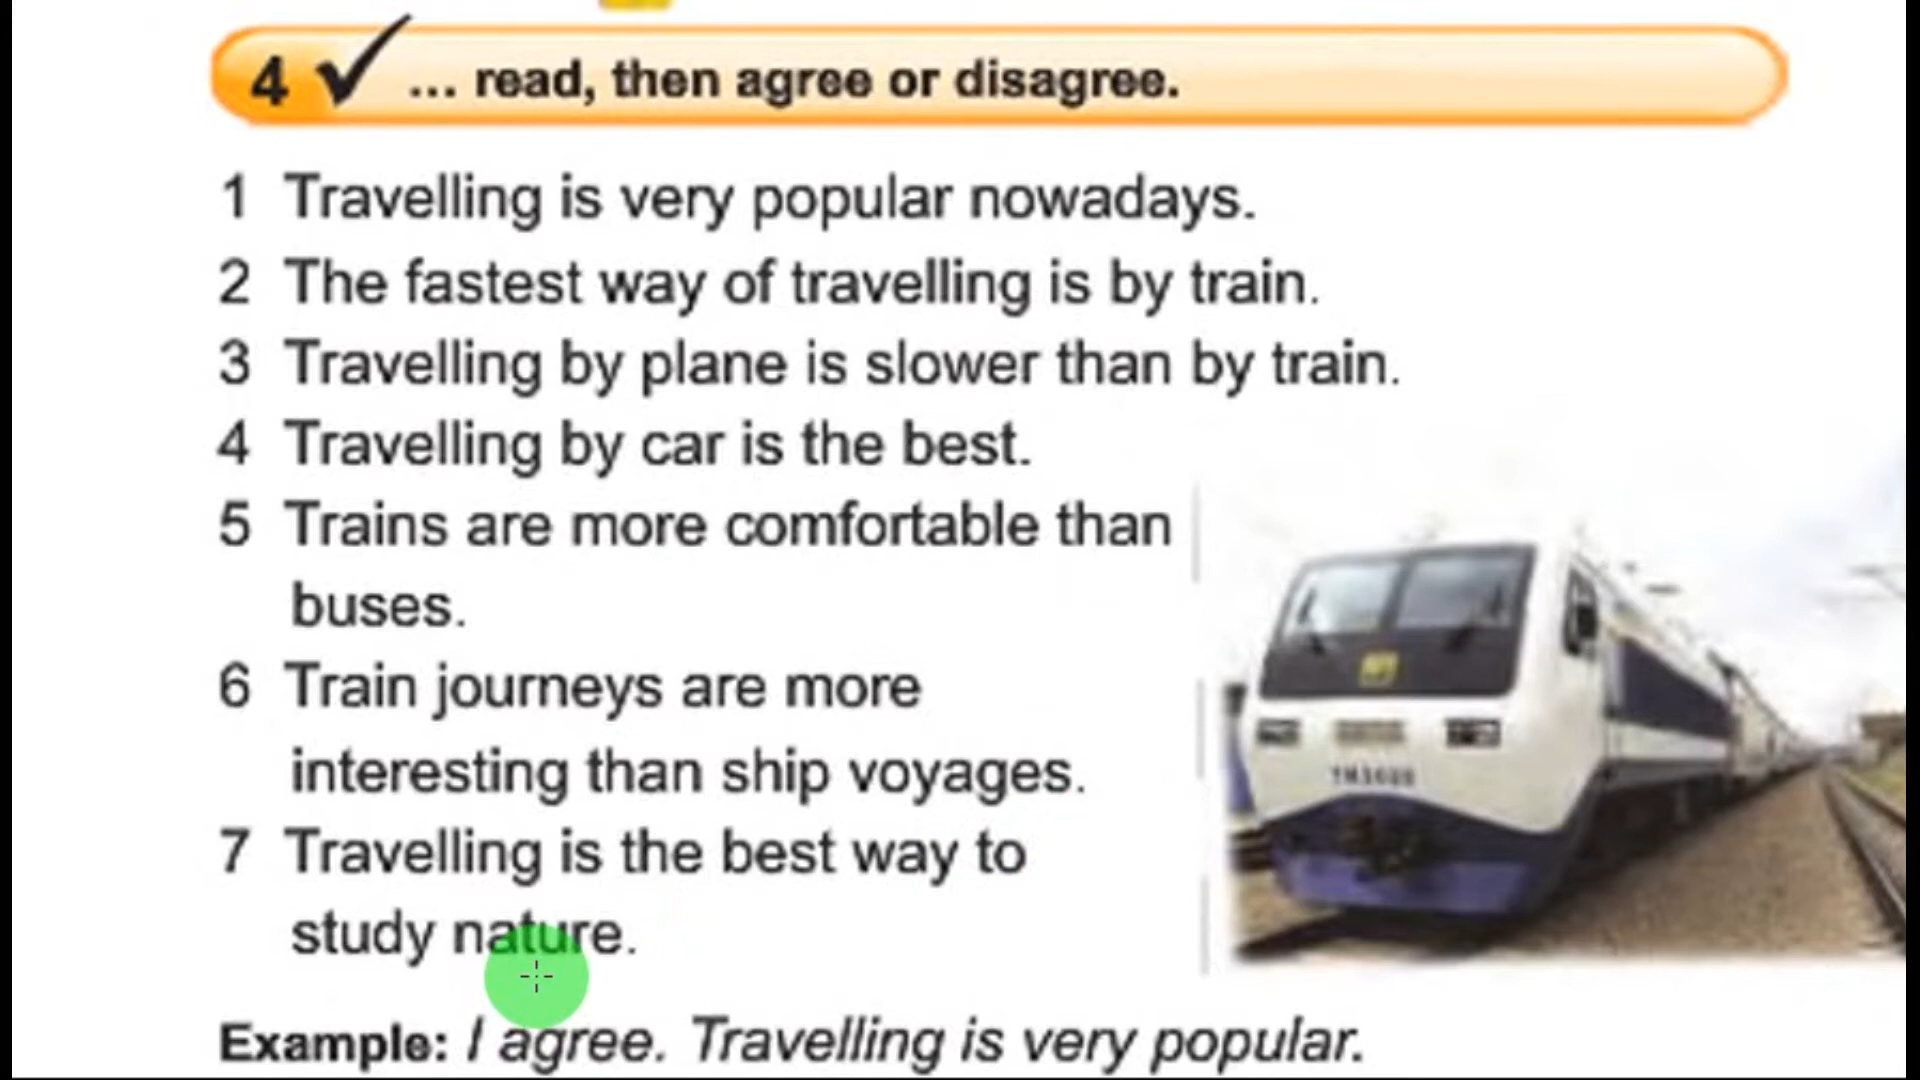 4 ✓ ... read, then agree or disagree.
1 Travelling is very popular nowadays.
2 The fastest way of travelling is by train.
3 Travelling by plane is slower than by train.
4 Travelling by car is the best.
5 Trains are more comfortable than
buses.
6 Train journeys are more
interesting than ship voyages.
7 Travelling is the best way to
study nature.
Example: I agree. Travelling is very popular.